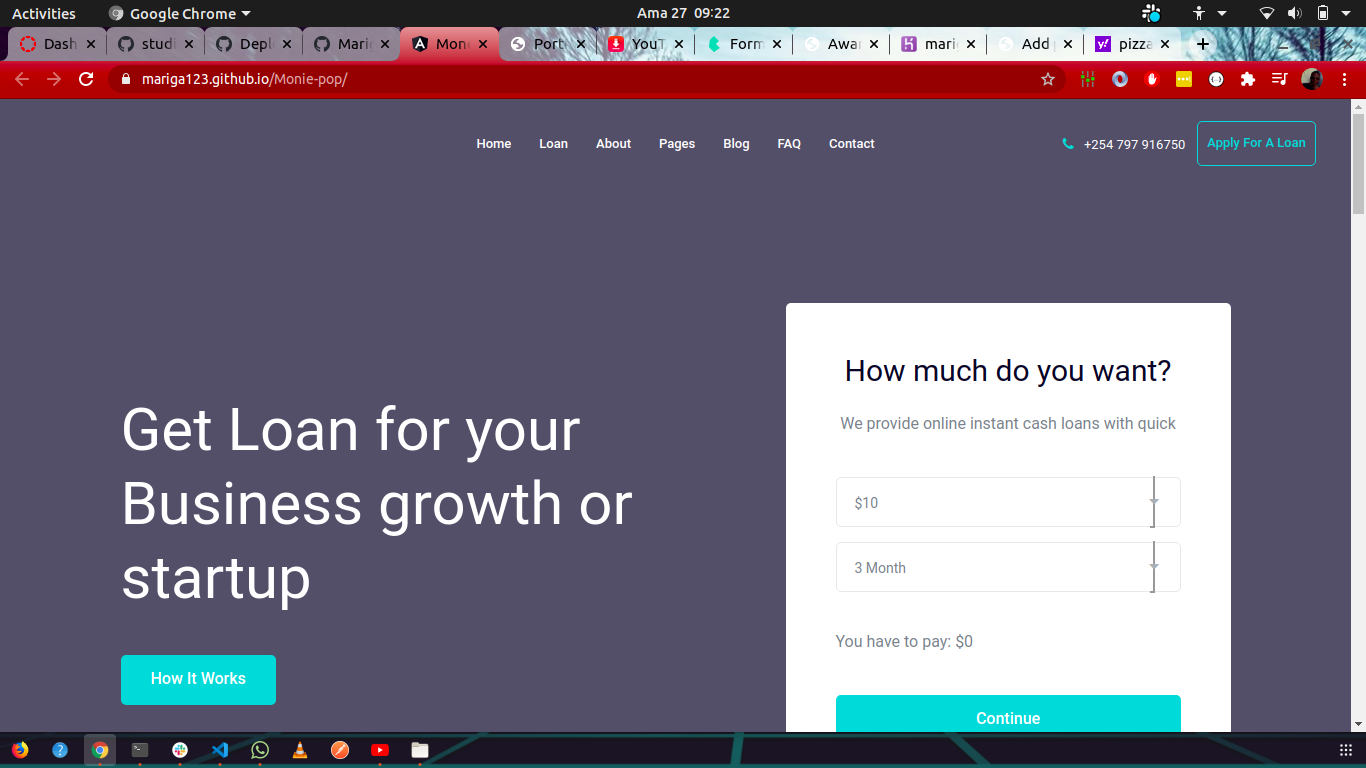 Activities Google Chrome Ama 27 09:22
Dash studi Deplo Mario Mon Port YouT Form Awar mari Add pizza
mariga123.github.io/Monie-pop/
Home Loan About Pages Blog FAQ Contact +254 797 916750 Apply For A Loan
How much do you want?
We provide online instant cash loans with quick
Get Loan for your
Business growth or
startup
$10
3 Month
You have to pay: $0
How It Works
Continue